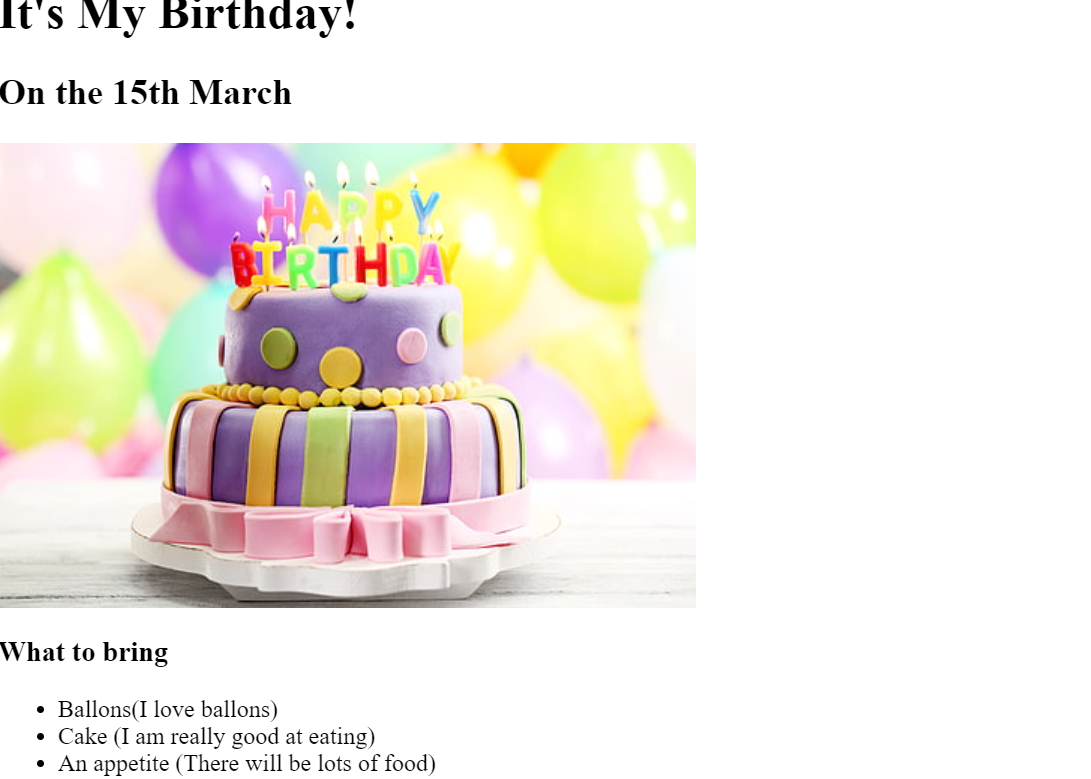 It's My Birthday!
On the 15th March
HAPPY
BIRTHDAY
What to bring
Ballons(I love ballons)
Cake (I am really good at eating)
An appetite (There will be lots of food)